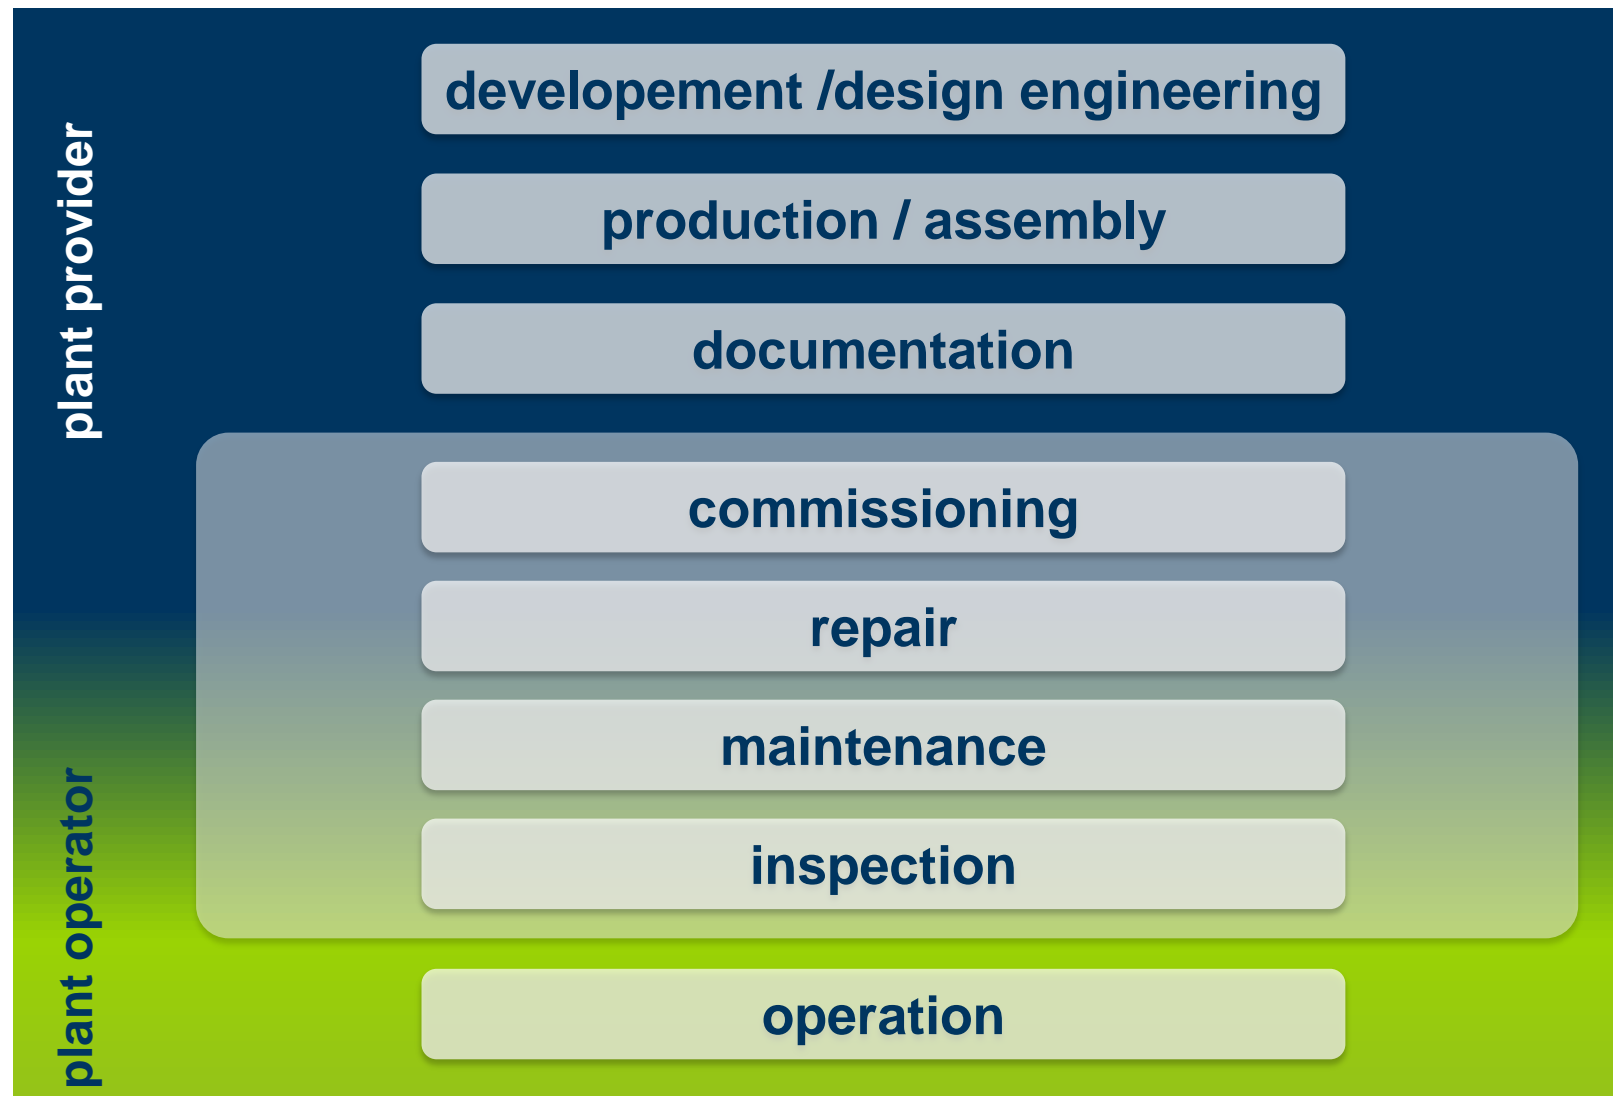 plant provider
developement /design engineering
production / assembly
documentation
commissioning
repair
maintenance
inspection
plant operator
operation